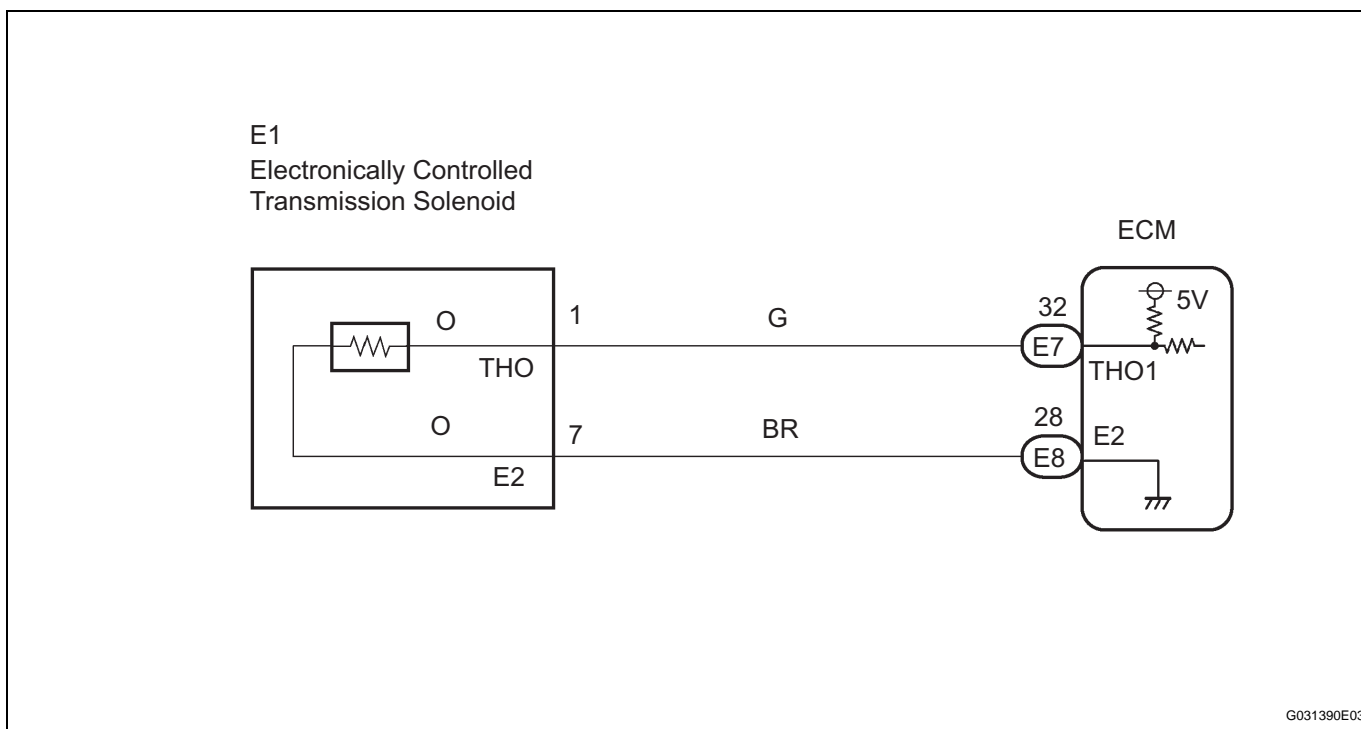 E1
Electronically Controlled
Transmission Solenoid
ECM
O
1
G
32
5V
E7
THO
THO1
O
7
BR
28
E2
E8
E2
G031390E03